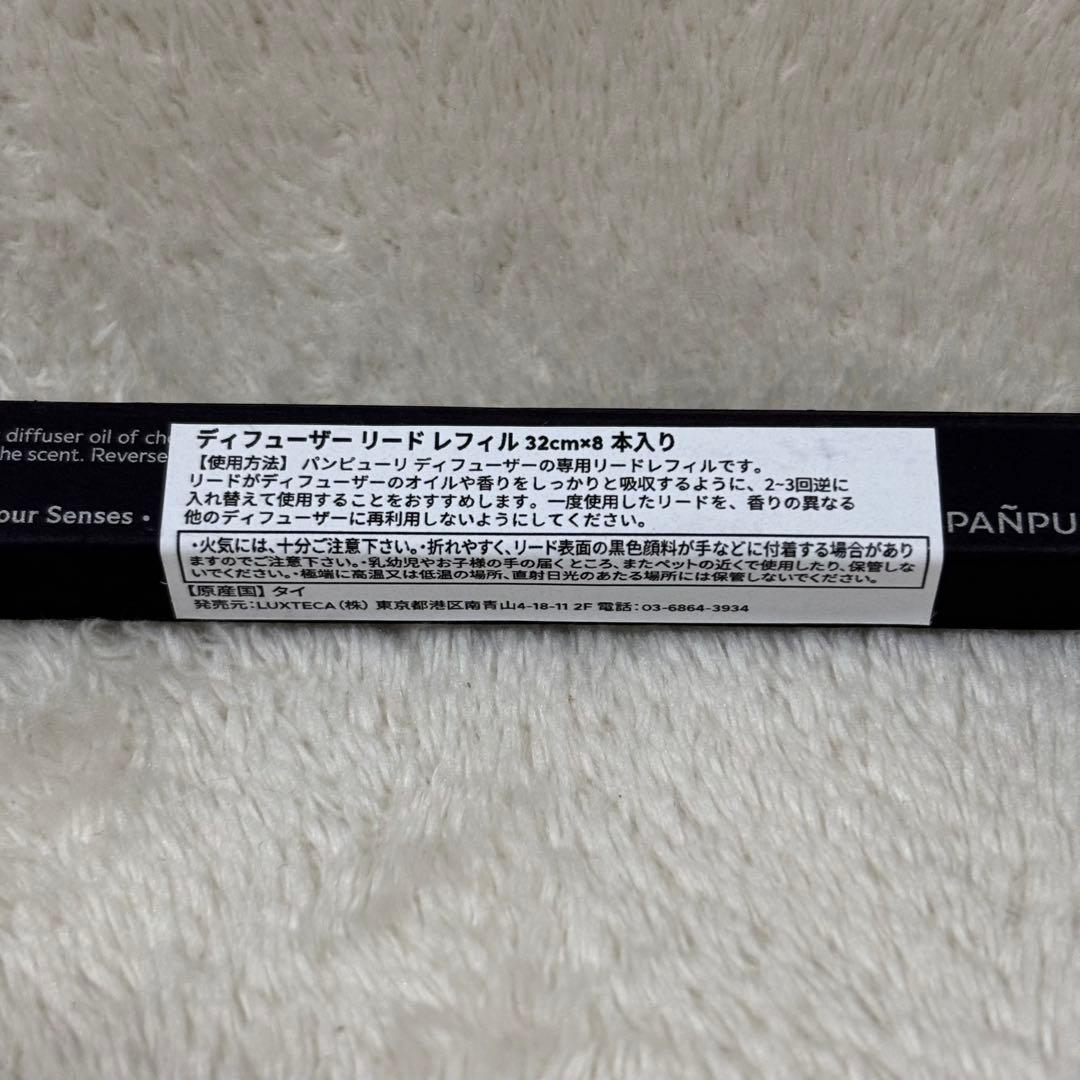 diffuser oil of ch
he scent. Reverse
our Senses •
ディフューザー リード レフィル 32cm×8 本入り
【使用方法】 パンピューリ ディフューザーの専用リードレフィルです。
リードがディフューザーのオイルや香りをしっかりと吸収するように、2~3回逆に
入れ替えて使用することをおすすめします。一度使用したリードを、香りの異なる
他のディフューザーに再利用しないようにしてください。
・火気には、十分ご注意下さい。・折れやすく、リード表面の黒色顔料が手などに付着する場合があり
ますのでご注意下さい。・乳幼児やお子様の手の届くところ、またペットの近くで使用したり、保管しな
いでください。・極端に高温又は低温の場所、直射日光のあたる場所には保管しないでください。
【原産国】タイ
発売元：LUXTECA（株） 東京都港区南青山4-18-11 2F 電話：03-6864-3934
PAÑPU